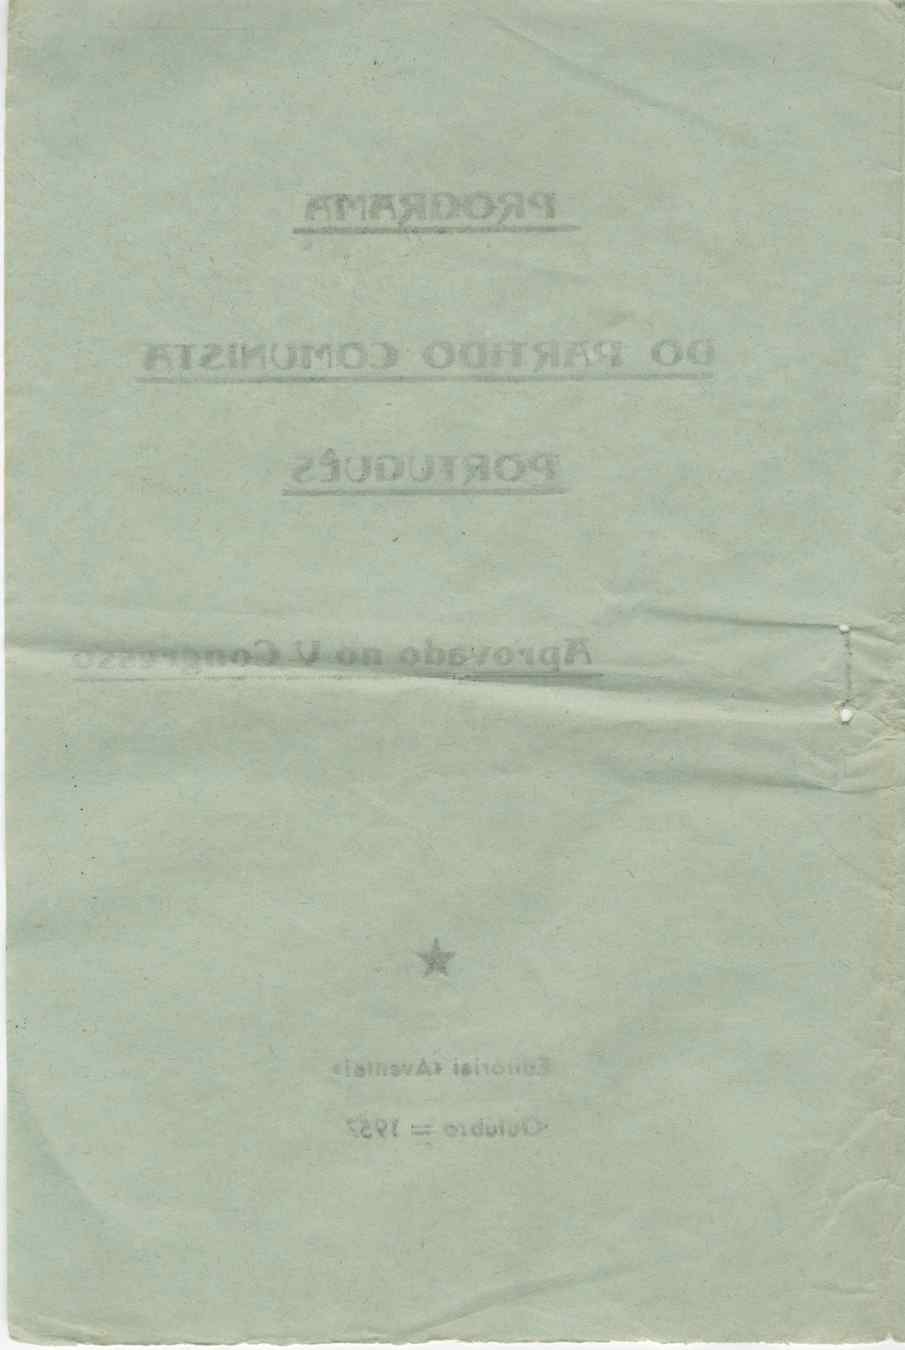 PROGRAMA
DO PARTIDO COMUNISTA
PORTUGUÊS
Aprovado no V Congresso
Editorial «Avante!»
Outubro = 1957